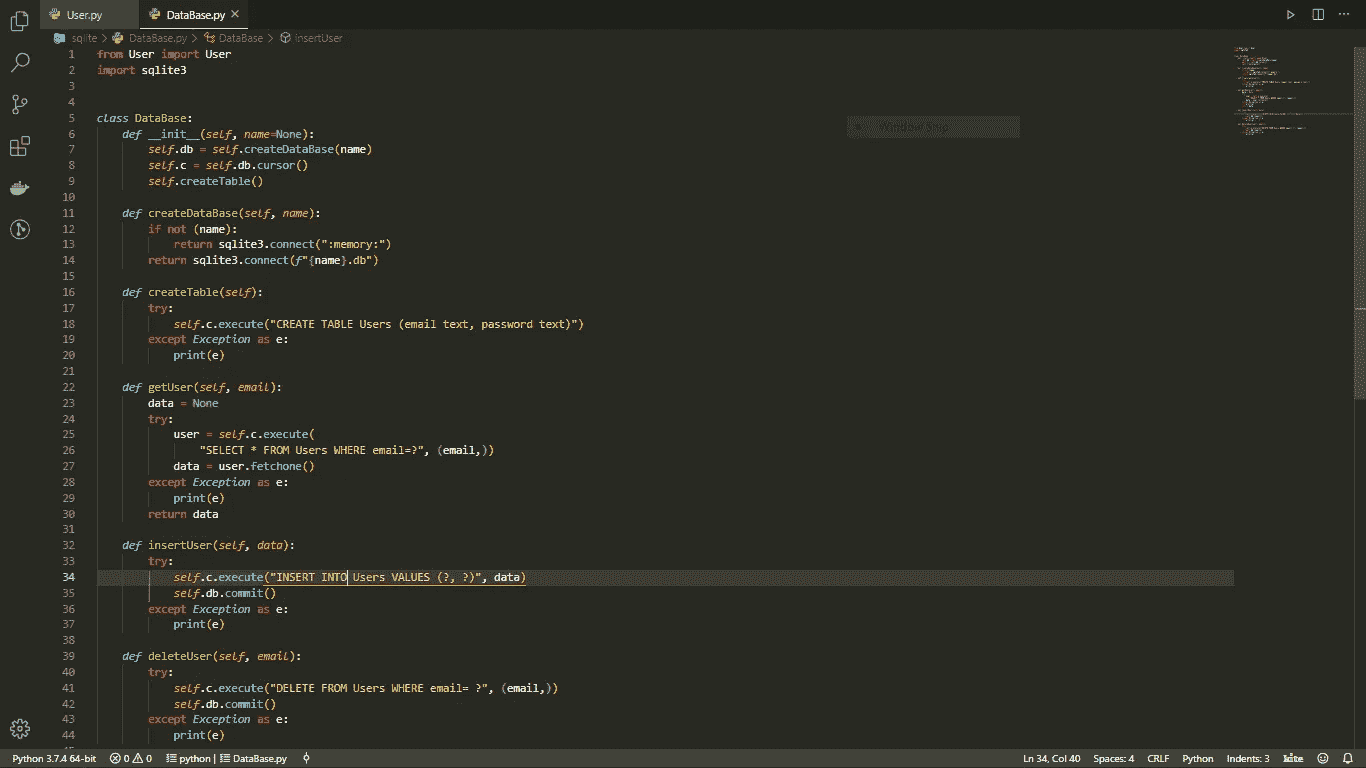 User.py DataBase.py
sqlite > DataBase.py > DataBase > insertUser
1 from User import User
2 import sqlite3
3
4
5 class DataBase:
6 def __init__(self, name=None):
7 self.db = self.createDataBase(name)
8 self.c = self.db.cursor()
9 self.createTable()
10
11 def createDataBase(self, name):
12 if not (name):
13 return sqlite3.connect(":memory:")
14 return sqlite3.connect(f"{name}.db")
15
16 def createTable(self):
17 try:
18 self.c.execute("CREATE TABLE Users (email text, password text)")
19 except Exception as e:
20 print(e)
21
22 def getUser(self, email):
23 data = None
24 try:
25 user = self.c.execute(
26 "SELECT * FROM Users WHERE email=?", (email,))
27 data = user.fetchone()
28 except Exception as e:
29 print(e)
30 return data
31
32 def insertUser(self, data):
33 try:
34 self.c.execute("INSERT INTO Users VALUES (?, ?)", data)
35 self.db.commit()
36 except Exception as e:
37 print(e)
38
39 def deleteUser(self, email):
40 try:
41 self.c.execute("DELETE FROM Users WHERE email= ?", (email,))
42 self.db.commit()
43 except Exception as e:
44 print(e)
Python 3.7.4 64-bit 0 0 python | DataBase.py Ln 34, Col 40 Spaces: 4 CRLF Python Indents: 3